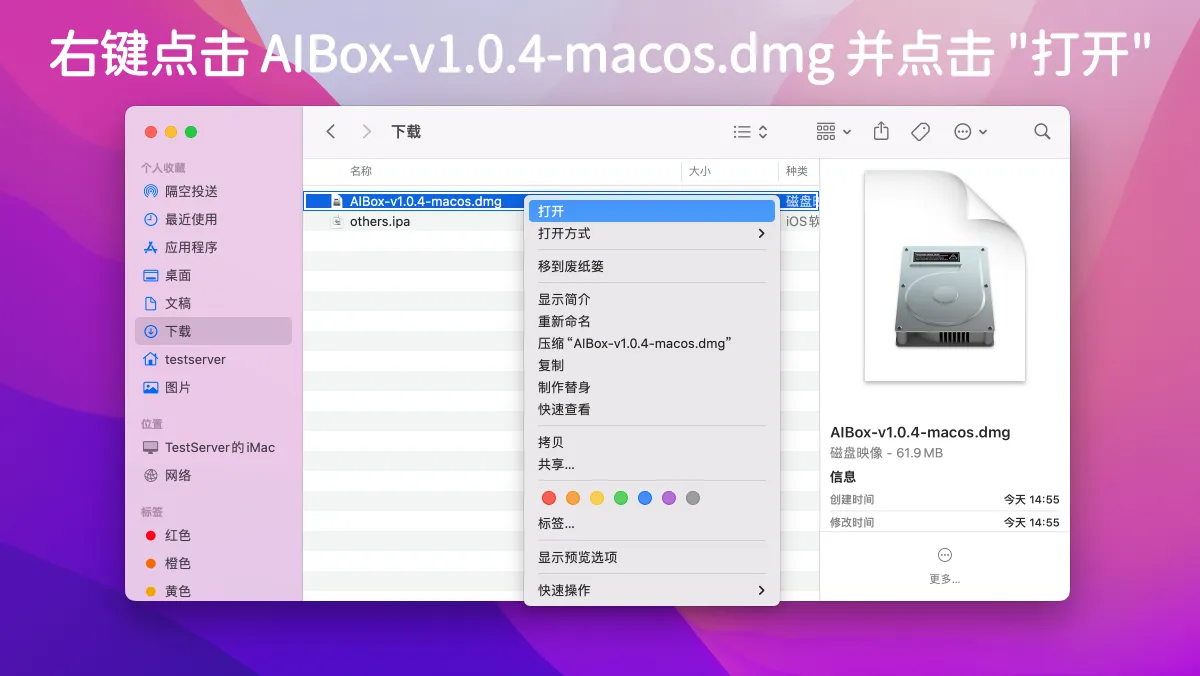 右键点击 AIBox-v1.0.4-macos.dmg 并点击 "打开"
下载
个人收藏
隔空投送
最近使用
应用程序
桌面
文稿
下载
testserver
图片
位置
TestServer的iMac
网络
标签
红色
橙色
黄色
名称
大小
种类
AIBox-v1.0.4-macos.dmg
磁盘
others.ipa
iOS软
打开
打开方式
移到废纸篓
显示简介
重新命名
压缩“AIBox-v1.0.4-macos.dmg”
复制
制作替身
快速查看
拷贝
共享...
标签...
显示预览选项
快速操作
AIBox-v1.0.4-macos.dmg
磁盘映像 - 61.9 MB
信息
创建时间 今天 14:55
修改时间 今天 14:55
更多...